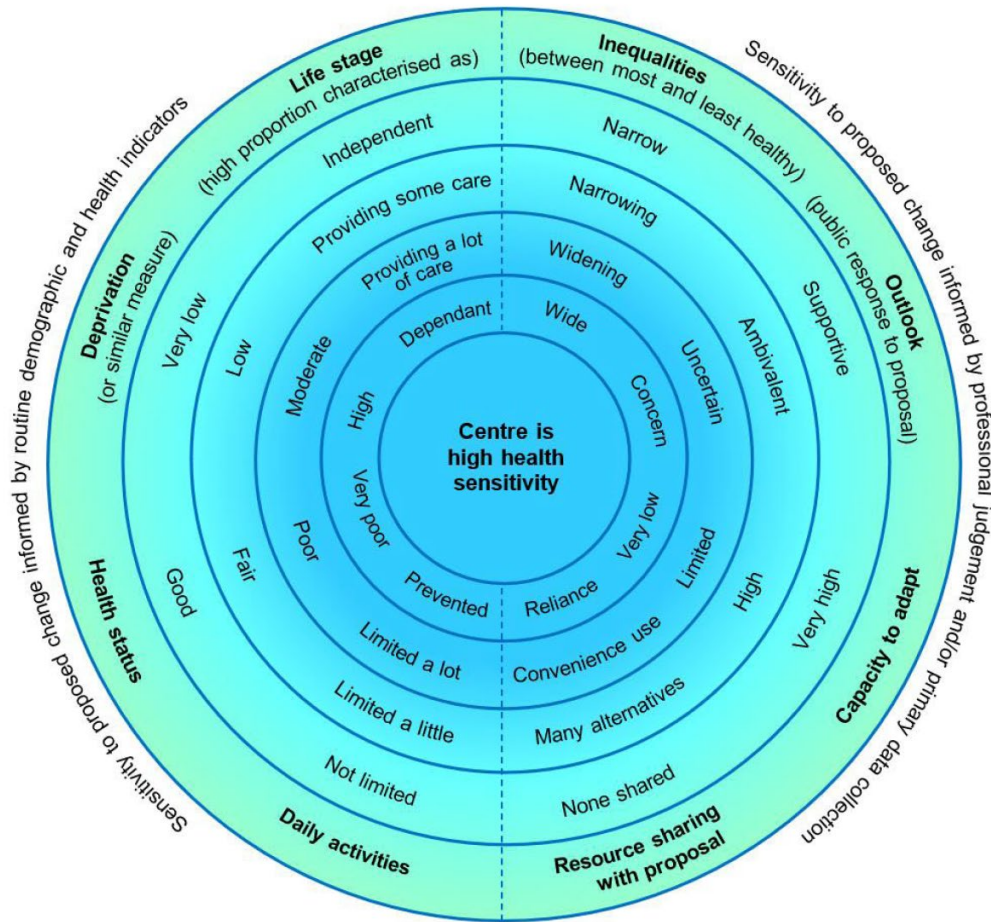 Sensitivity to proposed change informed by routine demographic and health indicators
Sensitivity to proposed change informed by professional judgement and/or primary data collection
Life stage
(high proportion characterised as)
Independent
Providing some care
Providing a lot
of care
Dependant
Inequalities
(between most and least healthy)
Narrow
Narrowing
Widening
Wide
Outlook
(public response to proposal)
Supportive
Ambivalent
Uncertain
Concern
Capacity to adapt
Very high
High
Limited
Very low
Resource sharing
with proposal
None shared
Many alternatives
Convenience use
Reliance
Daily activities
Not limited
Limited a little
Limited a lot
Prevented
Health status
Good
Fair
Poor
Very poor
Deprivation
(or similar measure)
Very low
Low
Moderate
High
Centre is
high health
sensitivity